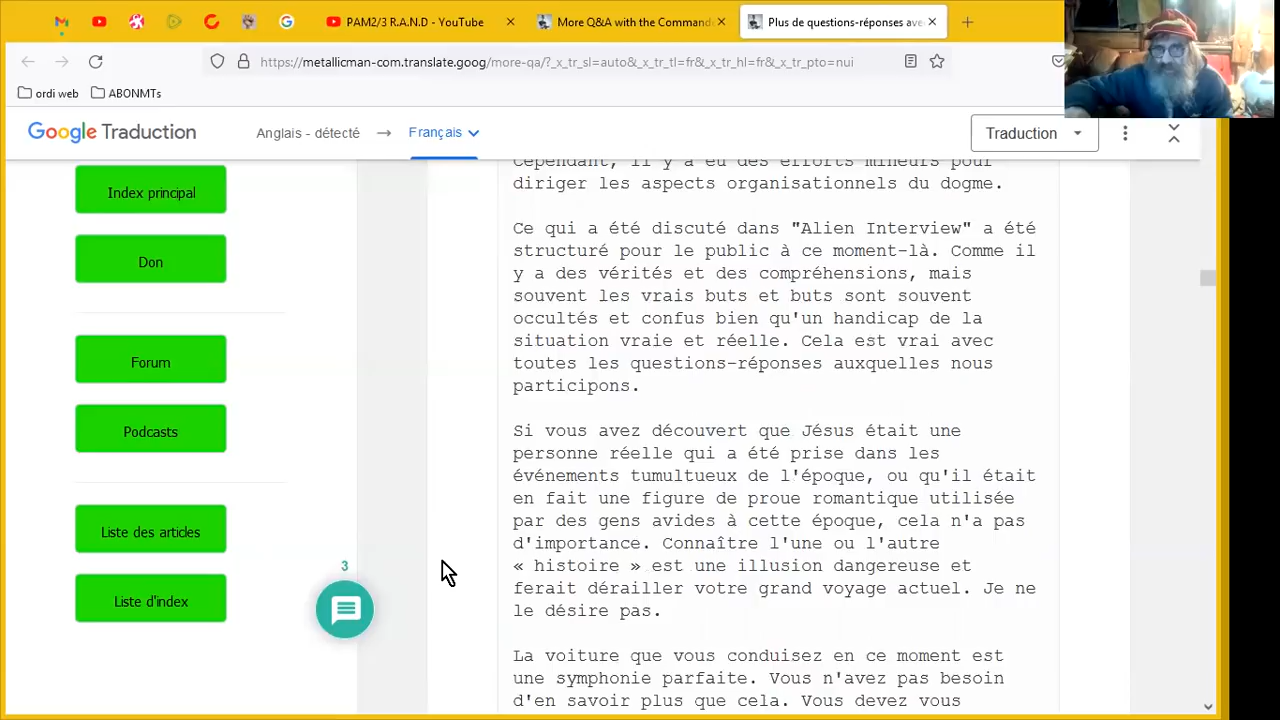 PAM2/3 R.A.N.D - YouTube
More Q&A with the Command
Plus de questions-réponses ave
https://metallicman-com.translate.goog/more-qa/?_x_tr_sl=auto&_x_tr_tl=fr&_x_tr_hl=fr&_x_tr_pto=nui
ordi web
ABONMTs
Google Traduction
Anglais - détecté
Français
Traduction
Index principal
Don
Forum
Podcasts
Liste des articles
3
Liste d'index
Cependant, il y a eu des efforts mineurs pour
diriger les aspects organisationnels du dogme.
Ce qui a été discuté dans "Alien Interview" a été
structuré pour le public à ce moment-là. Comme il
y a des vérités et des compréhensions, mais
souvent les vrais buts et buts sont souvent
occultés et confus bien qu'un handicap de la
situation vraie et réelle. Cela est vrai avec
toutes les questions-réponses auxquelles nous
participons.
Si vous avez découvert que Jésus était une
personne réelle qui a été prise dans les
événements tumultueux de l'époque, ou qu'il était
en fait une figure de proue romantique utilisée
par des gens avides à cette époque, cela n'a pas
d'importance. Connaître l'une ou l'autre
« histoire » est une illusion dangereuse et
ferait dérailler votre grand voyage actuel. Je ne
le désire pas.
La voiture que vous conduisez en ce moment est
une symphonie parfaite. Vous n'avez pas besoin
d'en savoir plus que cela. Vous devez vous